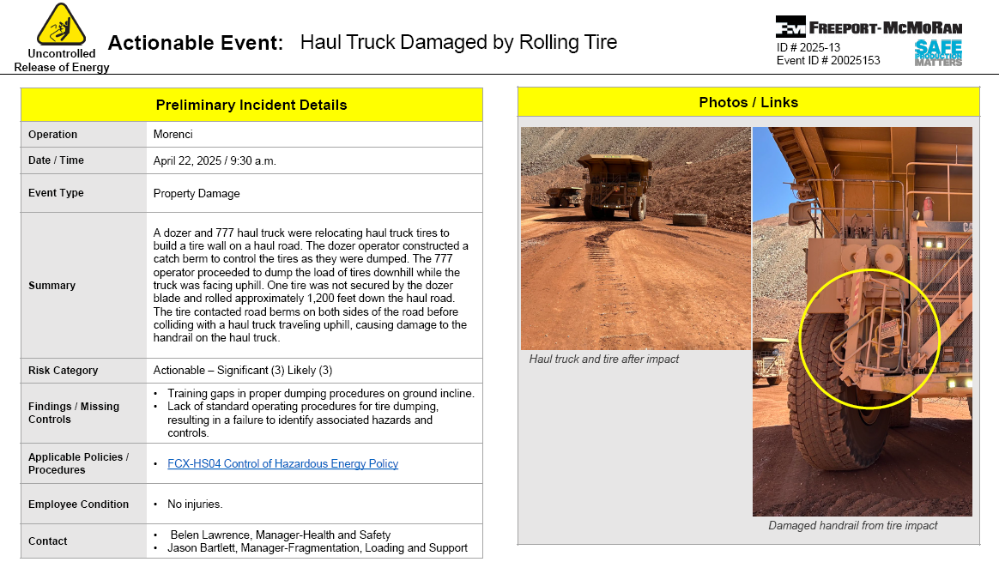 Uncontrolled
Release of Energy
Actionable Event: Haul Truck Damaged by Rolling Tire
FREEPORT-McMoRAN
ID # 2025-13
Event ID # 20025153
SAFE
PRODUCTION
MATTERS
Preliminary Incident Details
Operation
Morenci
Date / Time
April 22, 2025 / 9:30 a.m.
Event Type
Property Damage
Summary
A dozer and 777 haul truck were relocating haul truck tires to
build a tire wall on a haul road. The dozer operator constructed a
catch berm to control the tires as they were dumped. The 777
operator proceeded to dump the load of tires downhill while the
truck was facing uphill. One tire was not secured by the dozer
blade and rolled approximately 1,200 feet down the haul road.
The tire contacted road berms on both sides of the road before
colliding with a haul truck traveling uphill, causing damage to the
handrail on the haul truck.
Risk Category
Actionable – Significant (3) Likely (3)
Findings / Missing
Controls
• Training gaps in proper dumping procedures on ground incline.
• Lack of standard operating procedures for tire dumping,
resulting in a failure to identify associated hazards and
controls.
Applicable Policies /
Procedures
• FCX-HS04 Control of Hazardous Energy Policy
Employee Condition
• No injuries.
Contact
• Belen Lawrence, Manager-Health and Safety
• Jason Bartlett, Manager-Fragmentation, Loading and Support
Photos / Links
Haul truck and tire after impact
Damaged handrail from tire impact